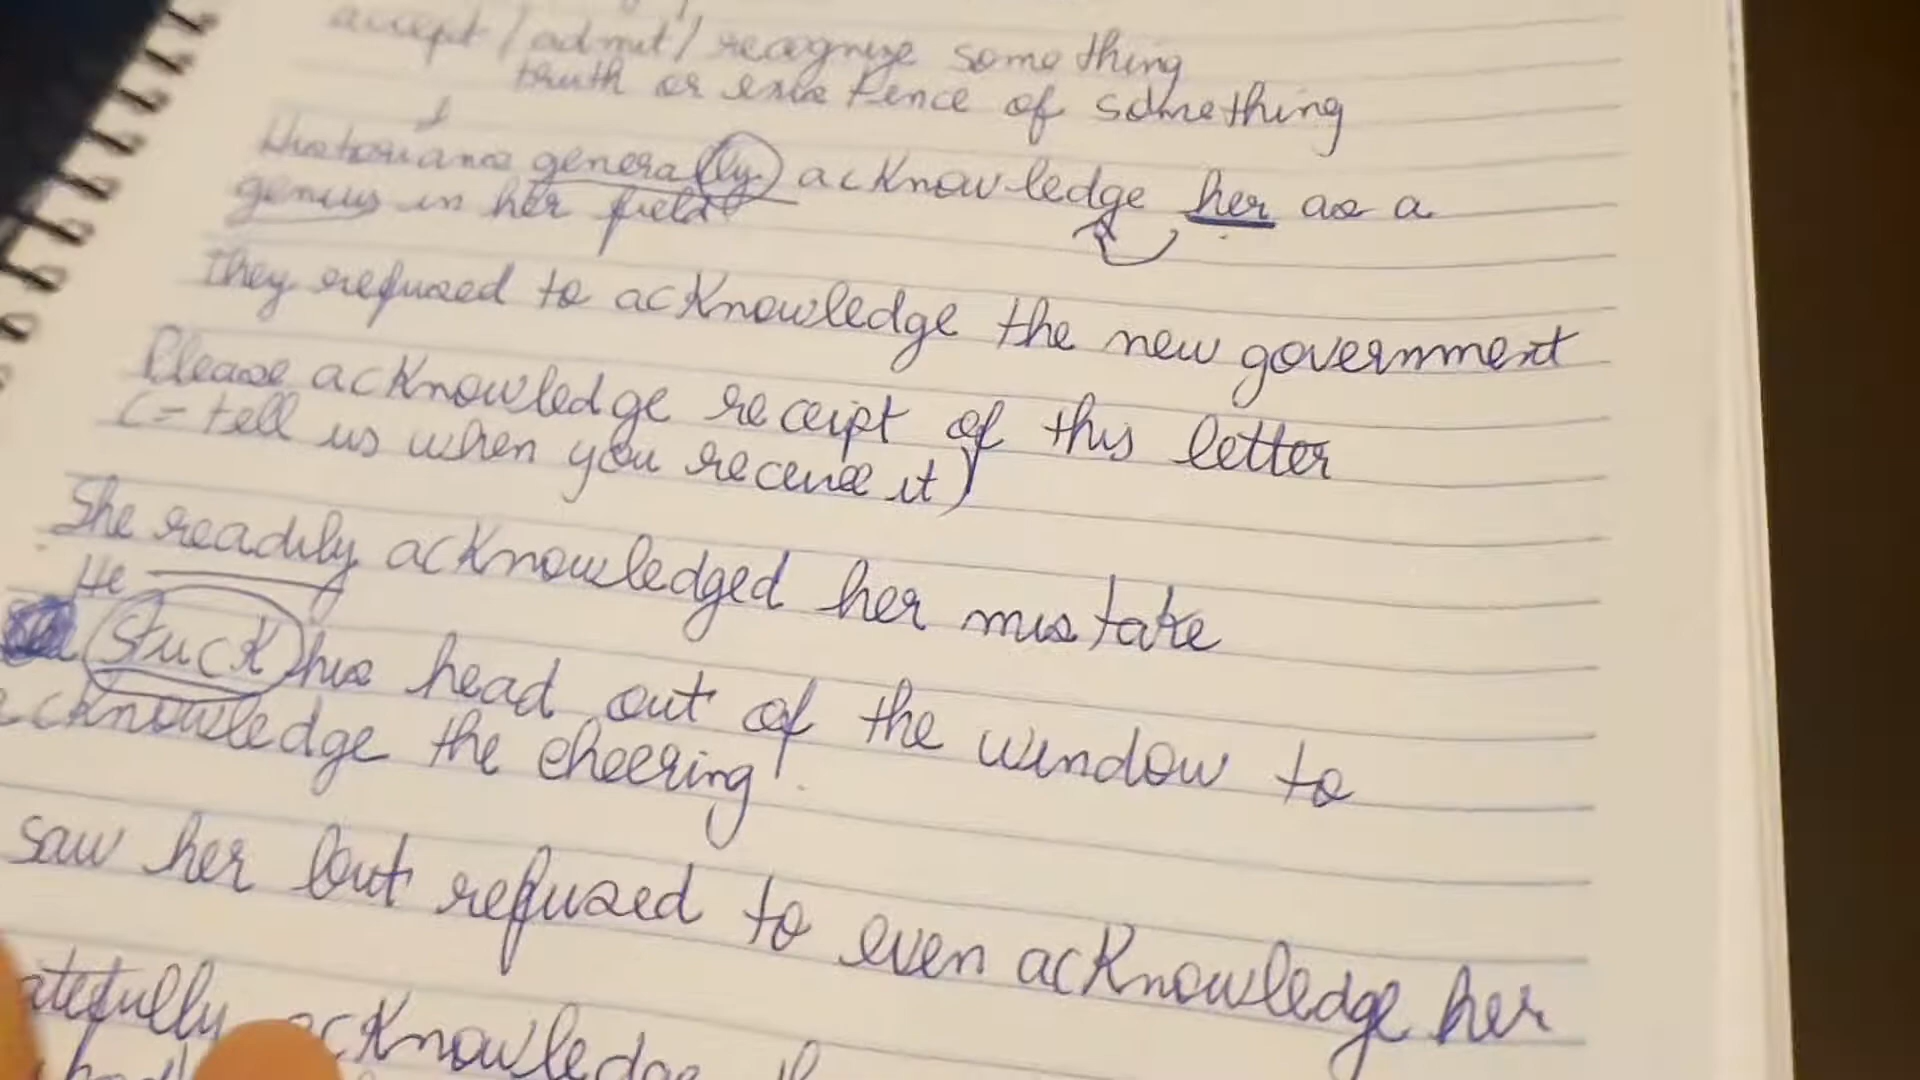 accept / admit / recognize something
truth or existence of something
Historians generally acknowledge her as a
genius in her field
They refused to acknowledge the new government
Please acknowledge receipt of this letter
(= tell us when you receive it)
She readily acknowledged her mistake
He
stuck his head out of the window to
acknowledge the cheering
saw her but refused to even acknowledge her
atefully acknowledge